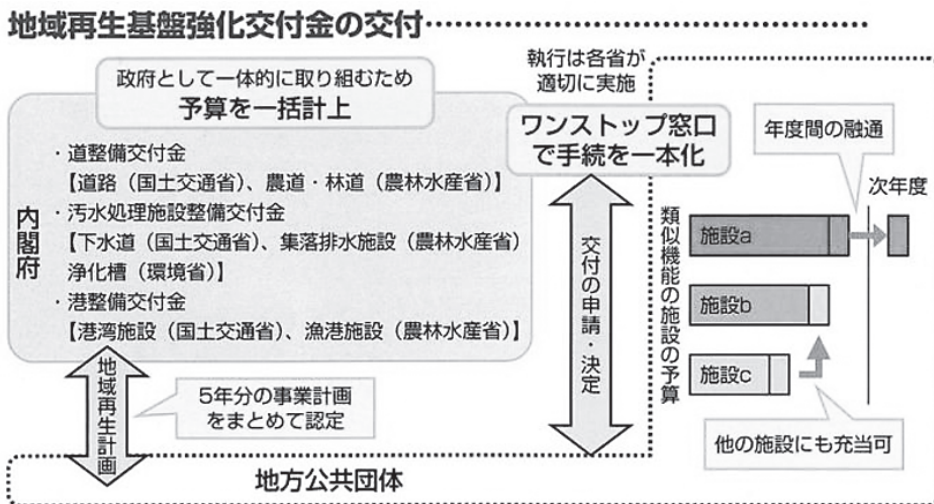 地域再生基盤強化交付金の交付
政府として一体的に取り組むため
予算を一括計上
内閣府
・道整備交付金
【道路（国土交通省）、農道・林道（農林水産省）】
・汚水処理施設整備交付金
【下水道（国土交通省）、集落排水施設（農林水産省）
浄化槽（環境省）】
・港整備交付金
【港湾施設（国土交通省）、漁港施設（農林水産省）】
地域再生計画
5年分の事業計画
をまとめて認定
執行は各省が
適切に実施
ワンストップ窓口
で手続を一本化
交付の申請・決定
地方公共団体
類似機能の施設の予算
年度間の融通
次年度
施設a
施設b
施設c
他の施設にも充当可